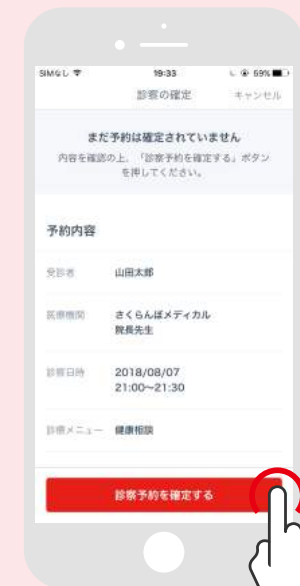 SIMなし 19:33 59%
診察の確定 キャンセル
まだ予約は確定されていません
内容を確認の上、「診察予約を確定する」ボタン
を押してください。
予約内容
受診者 山田太郎
医療機関 さくらんぼメディカル
院長先生
診察日時 2018/08/07
21:00~21:30
診療メニュー 健康相談
診察予約を確定する